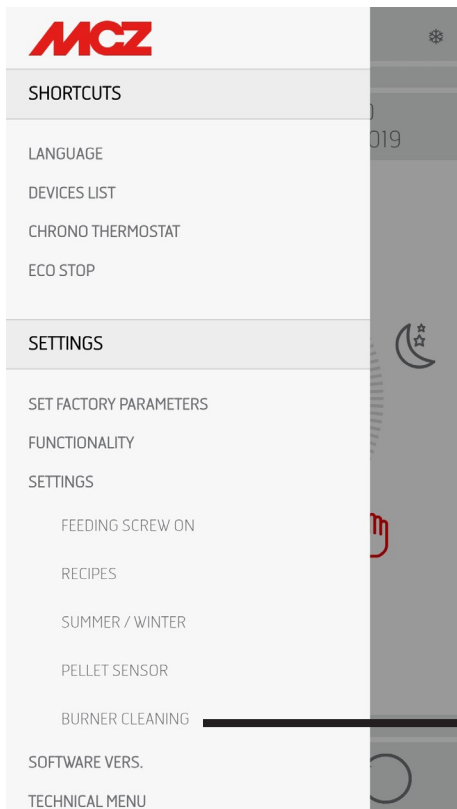 MCZ
SHORTCUTS
019
LANGUAGE
DEVICES LIST
CHRONO THERMOSTAT
ECO STOP
SETTINGS
SET FACTORY PARAMETERS
FUNCTIONALITY
SETTINGS
FEEDING SCREW ON
RECIPES
SUMMER / WINTER
PELLET SENSOR
BURNER CLEANING
SOFTWARE VERS.
TECHNICAL MENU